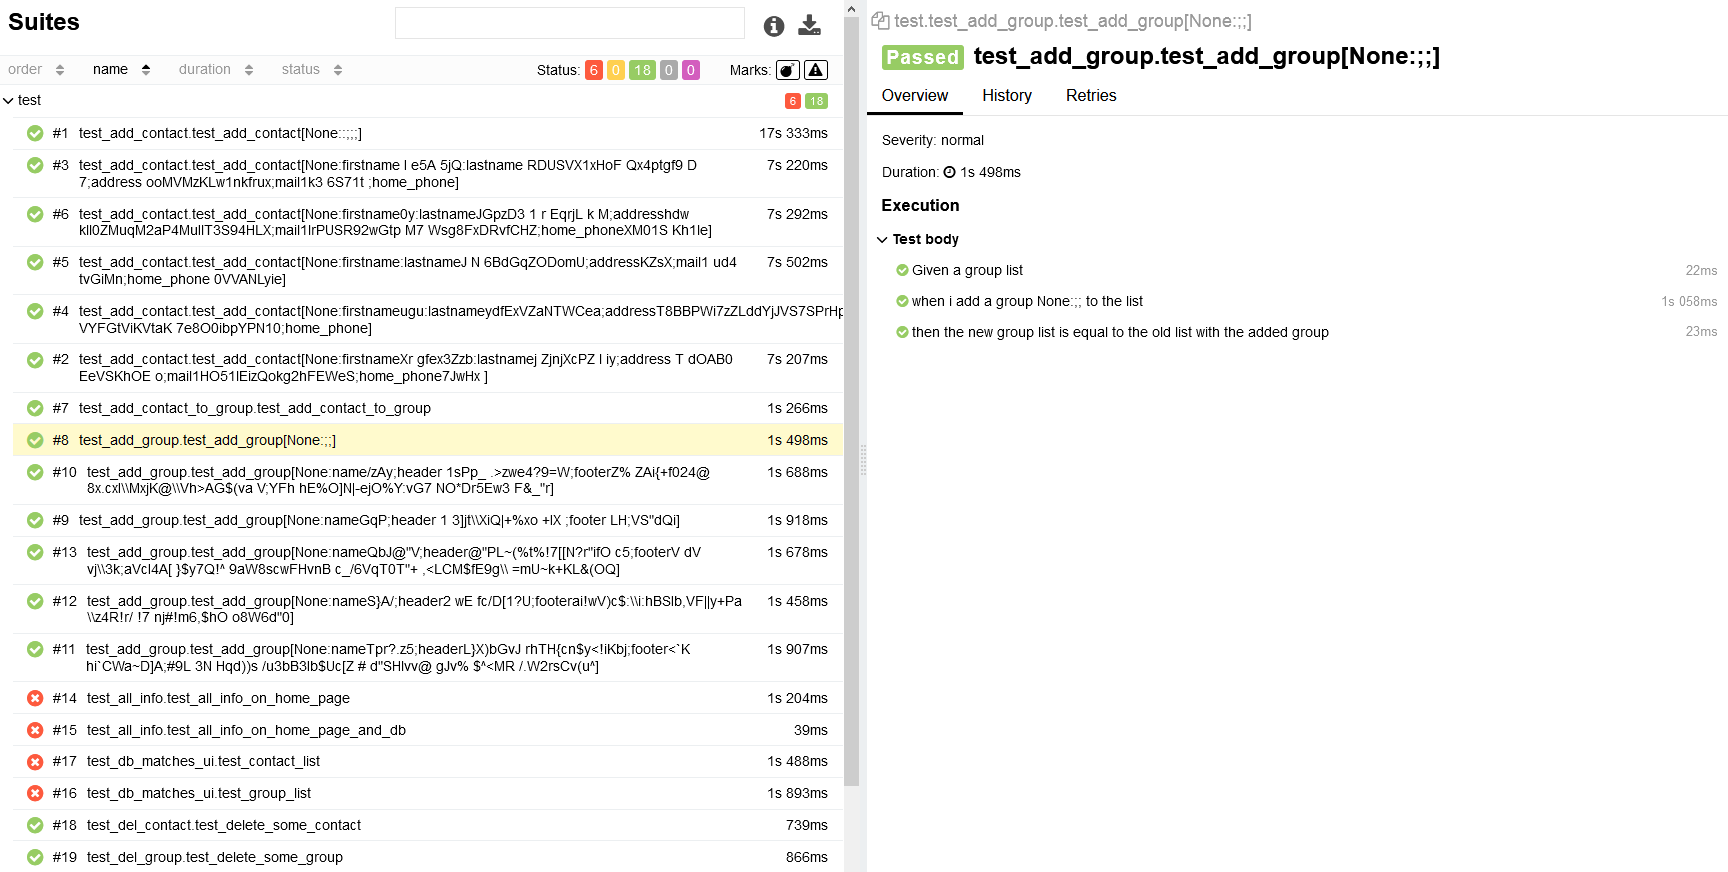 Suites
order name duration status Status: 6 0 18 0 0 Marks:
test 6 18
#1 test_add_contact.test_add_contact[None::;;;] 17s 333ms
#3 test_add_contact.test_add_contact[None:firstname l e5A 5jQ:lastname RDUSVX1xHoF Qx4ptgf9 D 7s 220ms
7;address ooMVMzKLw1nkfrux;mail1k3 6S71t ;home_phone]
#6 test_add_contact.test_add_contact[None:firstname0y:lastnameJGpzD3 1 r EqrjL k M;addresshdw 7s 292ms
kIl0ZMuqM2aP4MullT3S94HLX;mail1IrPUSR92wGtp M7 Wsg8FxDRvfCHZ;home_phoneXM01S Kh1Ie]
#5 test_add_contact.test_add_contact[None:firstname:lastnameJ N 6BdGqZODomU;addressKZsX;mail1 ud4 7s 502ms
tvGiMn;home_phone 0VVANLyie]
#4 test_add_contact.test_add_contact[None:firstnameugu:lastnameydfExVZaNTWCea;addressT8BBPWi7zZLddYjJVS7SPrHp
VYFGtViKVtaK 7e8O0ibpYPN10;home_phone]
#2 test_add_contact.test_add_contact[None:firstnameXr gfex3Zzb:lastnamej ZjnjXcPZ l iy;address T dOAB0 7s 207ms
EeVSKhOE o;mail1HO51lEizQokg2hFEWeS;home_phone7JwHx ]
#7 test_add_contact_to_group.test_add_contact_to_group 1s 266ms
#8 test_add_group.test_add_group[None:;;] 1s 498ms
#10 test_add_group.test_add_group[None:name/zAy;header 1sPp_ .>zwe4?9=W;footerZ% ZAi{+f024@ 1s 688ms
8x.cxI\\MxjK@\\Vh>AG$(va V;YFh hE%O]N|-ejO%Y:vG7 NO*Dr5Ew3 F&_"r]
#9 test_add_group.test_add_group[None:nameGqP;header 1 3]jt\\XiQ|+%xo +lX ;footer LH;VS"dQi] 1s 918ms
#13 test_add_group.test_add_group[None:nameQbJ@"V;header@"PL~(%t%!7[[N?r"ifO c5;footerV dV 1s 678ms
vj\\3k;aVcl4A[ }$y7Q!^ 9aW8scwFHvnB c_/6VqT0T"+ ,<LCM$fE9g\\ =mU~k+KL&(OQ]
#12 test_add_group.test_add_group[None:nameS}A/;header2 wE fc/D[1?U;footerai!wV)c$:\\i:hBSlb,VF||y+Pa 1s 458ms
\\z4R!r/ !7 nj#!m6,$hO o8W6d"0]
#11 test_add_group.test_add_group[None:nameTpr?.z5;headerL}X)bGvJ rhTH{cn$y<!iKbj;footer<`K 1s 907ms
hi`CWa~D]A;#9L 3N Hqd))s /u3bB3lb$Uc[Z # d"SHlvv@ gJv% $^<MR /.W2rsCv(u^]
#14 test_all_info.test_all_info_on_home_page 1s 204ms
#15 test_all_info.test_all_info_on_home_page_and_db 39ms
#17 test_db_matches_ui.test_contact_list 1s 488ms
#16 test_db_matches_ui.test_group_list 1s 893ms
#18 test_del_contact.test_delete_some_contact 739ms
#19 test_del_group.test_delete_some_group 866ms
test.test_add_group.test_add_group[None:;;]
Passed test_add_group.test_add_group[None:;;]
Overview History Retries
Severity: normal
Duration: 1s 498ms
Execution
Test body
Given a group list 22ms
when i add a group None:;; to the list 1s 058ms
then the new group list is equal to the old list with the added group 23ms